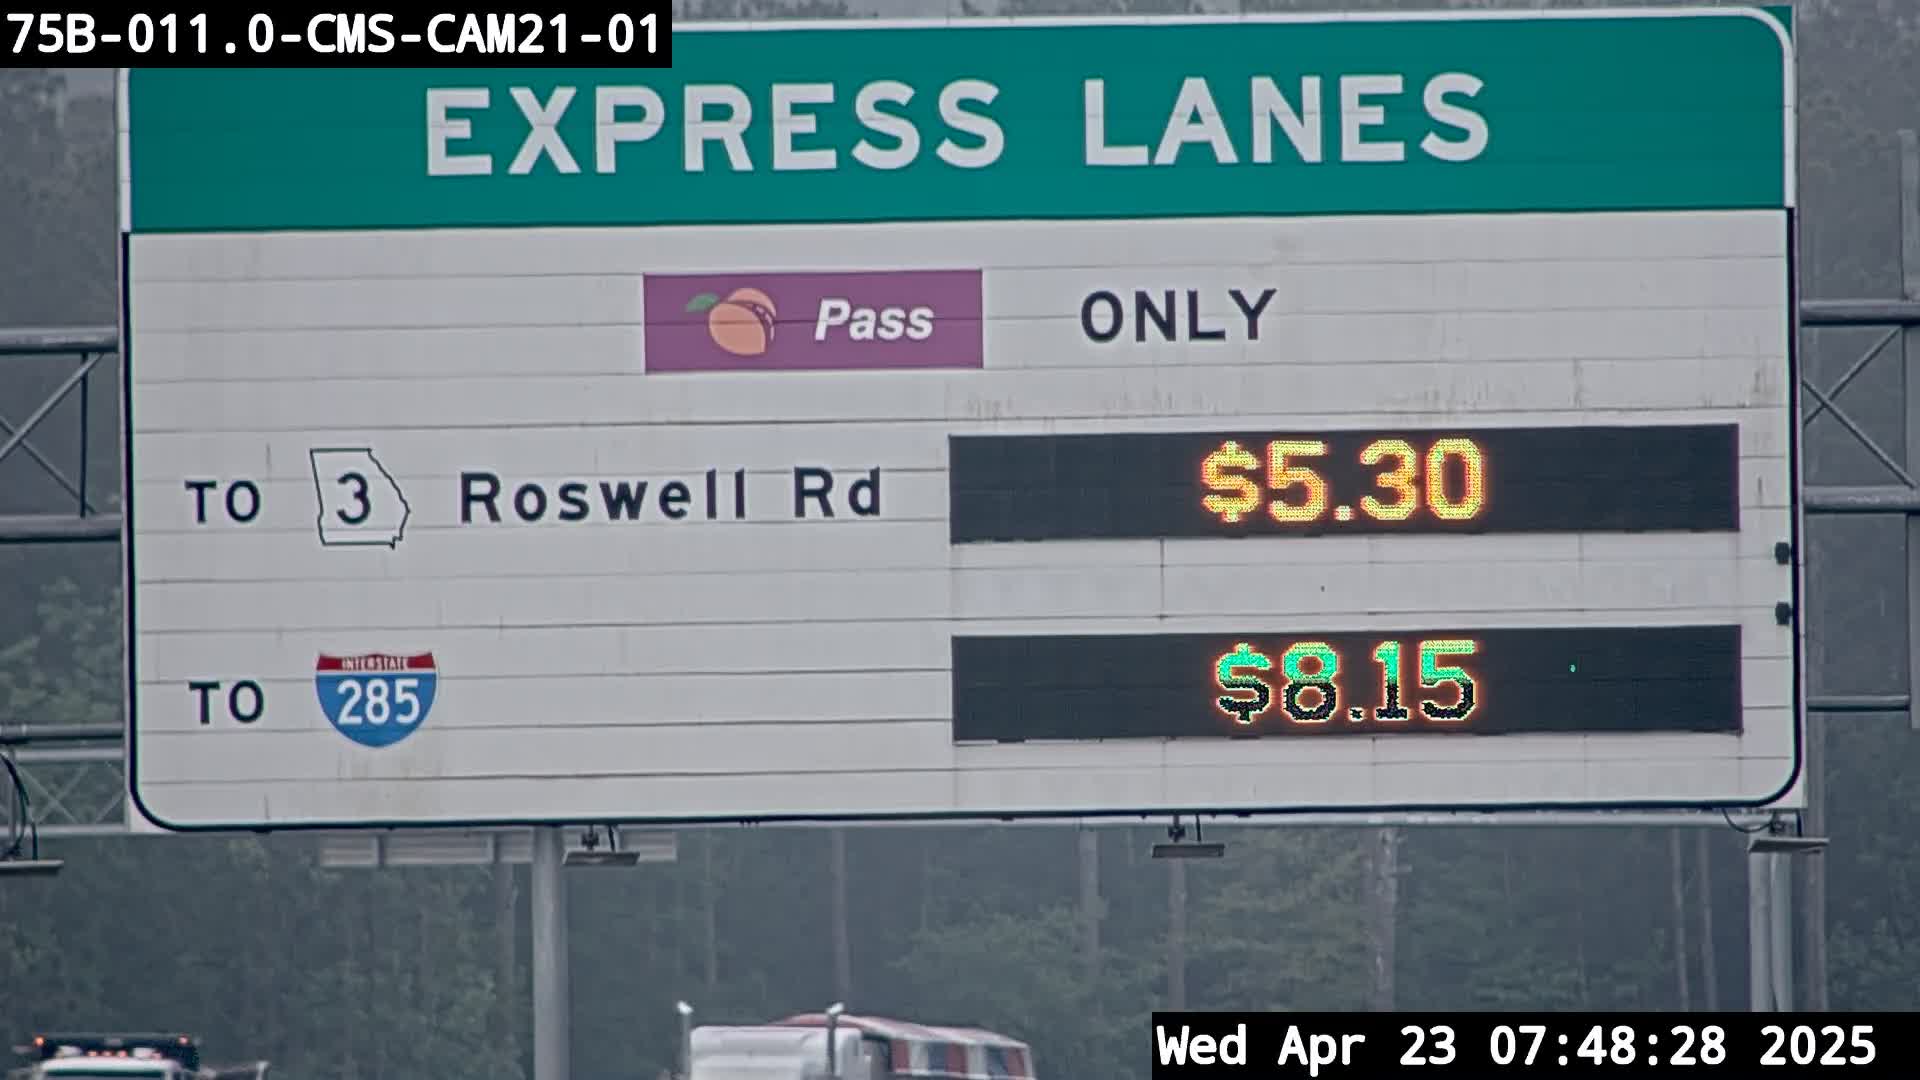 75B-011.0-CMS-CAM21-01
EXPRESS LANES
Pass ONLY
TO 3 Roswell Rd $5.30
TO INTERSTATE 285 $8.15
Wed Apr 23 07:48:28 2025